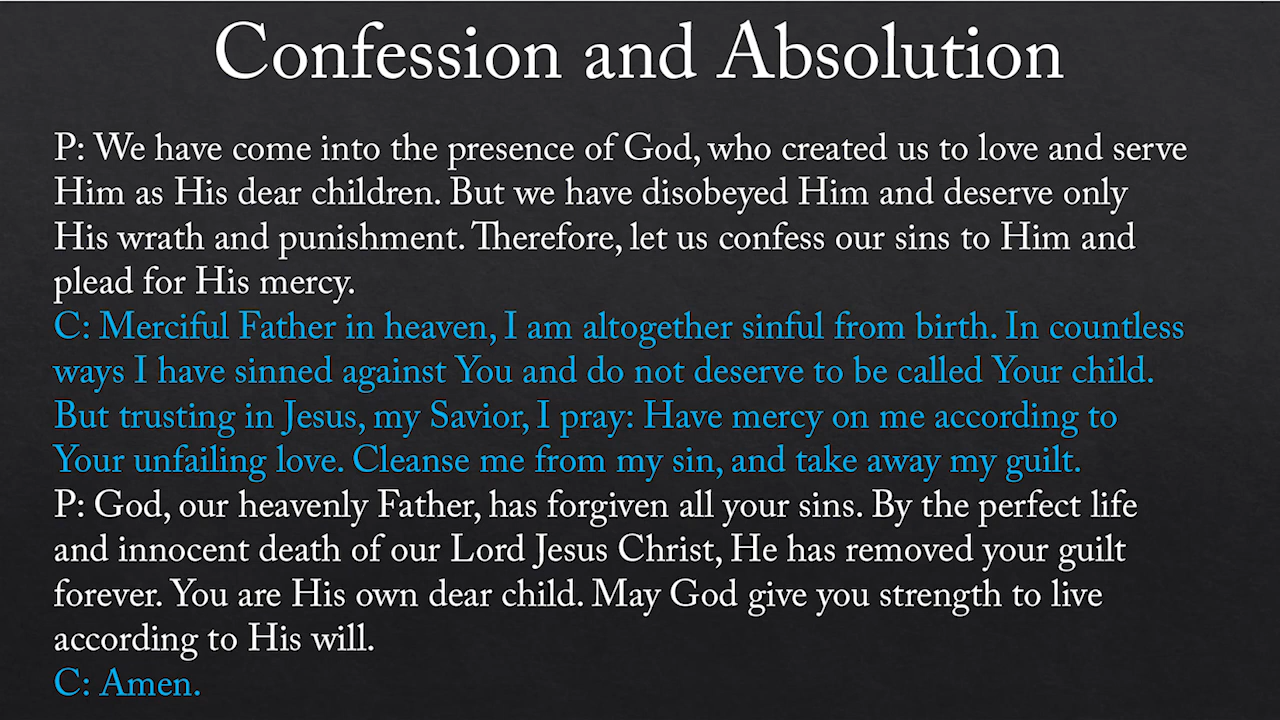 Confession and Absolution
P: We have come into the presence of God, who created us to love and serve
Him as His dear children. But we have disobeyed Him and deserve only
His wrath and punishment. Therefore, let us confess our sins to Him and
plead for His mercy.
C: Merciful Father in heaven, I am altogether sinful from birth. In countless
ways I have sinned against You and do not deserve to be called Your child.
But trusting in Jesus, my Savior, I pray: Have mercy on me according to
Your unfailing love. Cleanse me from my sin, and take away my guilt.
P: God, our heavenly Father, has forgiven all your sins. By the perfect life
and innocent death of our Lord Jesus Christ, He has removed your guilt
forever. You are His own dear child. May God give you strength to live
according to His will.
C: Amen.